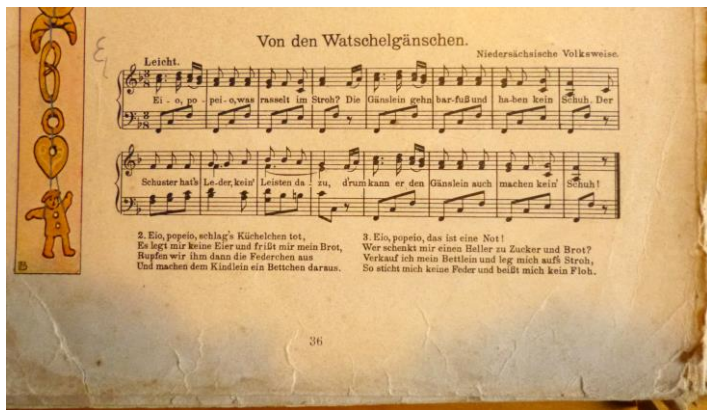 Von den Watschelgänschen.
Niedersächsische Volksweise.
Leicht.
Ei - o, po - pei - o, was rasselt im Stroh? Die Gänslein gehn bar-fuß und ha-ben kein Schuh. Der
Schuster hat's Le-der, kein' Leisten da - zu, d'rum kann er den Gänslein auch machen kein' Schuh!
2. Eio, popeio, schlag's Küchelchen tot,
Es legt mir keine Eier und frißt mir mein Brot,
Rupfen wir ihm dann die Federchen aus
Und machen dem Kindlein ein Bettchen daraus.
3. Eio, popeio, das ist eine Not!
Wer schenkt mir einen Heller zu Zucker und Brot?
Verkauf ich mein Bettlein und leg mich aufs Stroh,
So sticht mich keine Feder und beißt mich kein Floh.
36